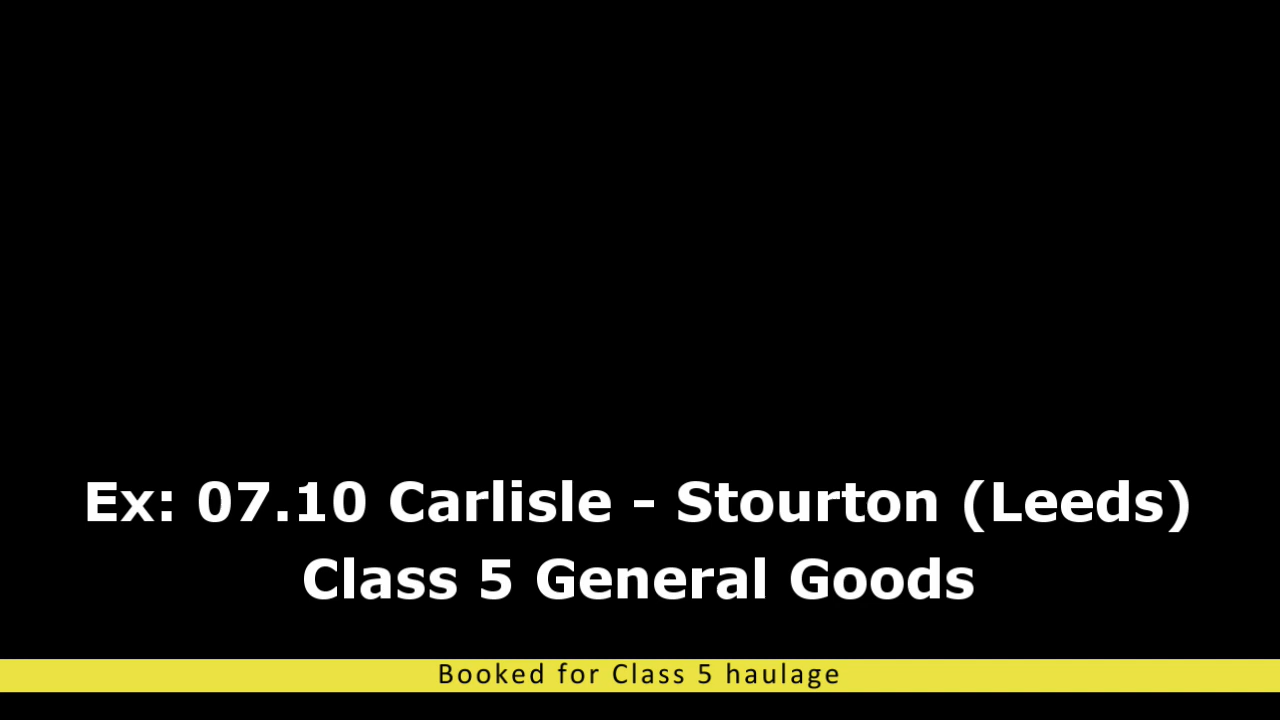 Ex: 07.10 Carlisle - Stourton (Leeds)
Class 5 General Goods
Booked for Class 5 haulage